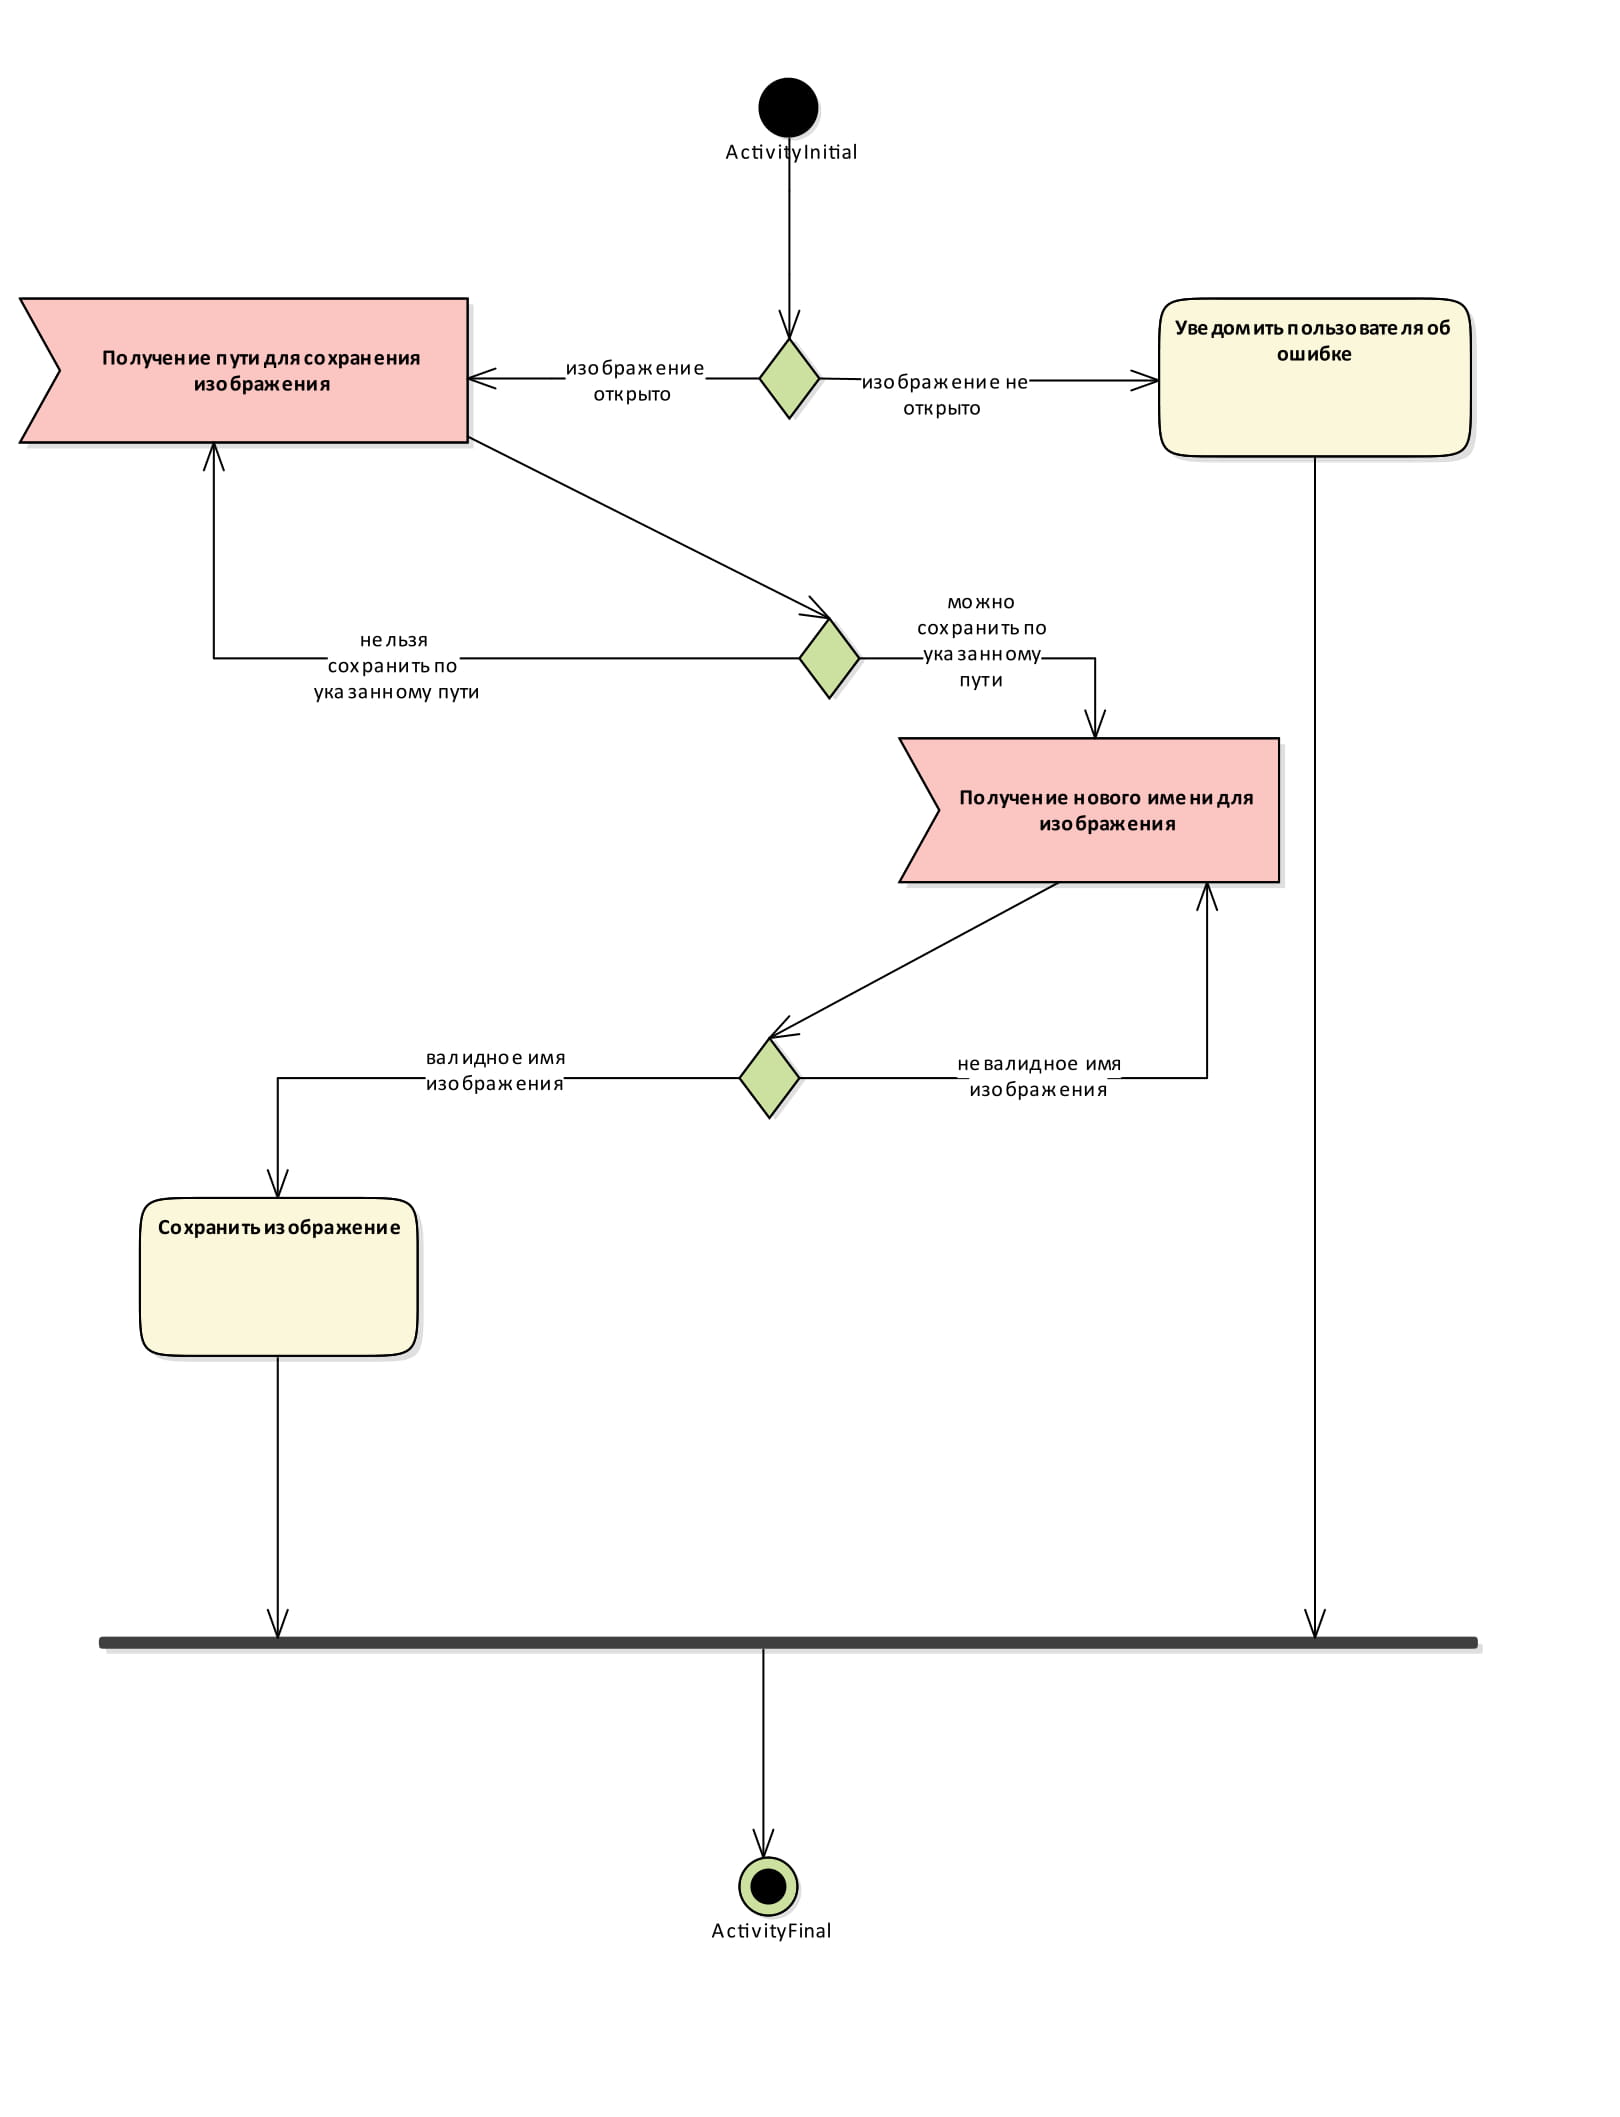 ActivityInitial
Получение пути для сохранения
изображения
изображение
открыто
изображение не
открыто
Уведомить пользователя об
ошибке
нельзя
сохранить по
указанному пути
можно
сохранить по
указанному
пути
Получение нового имени для
изображения
валидное имя
изображения
не валидное имя
изображения
Сохранить изображение
ActivityFinal